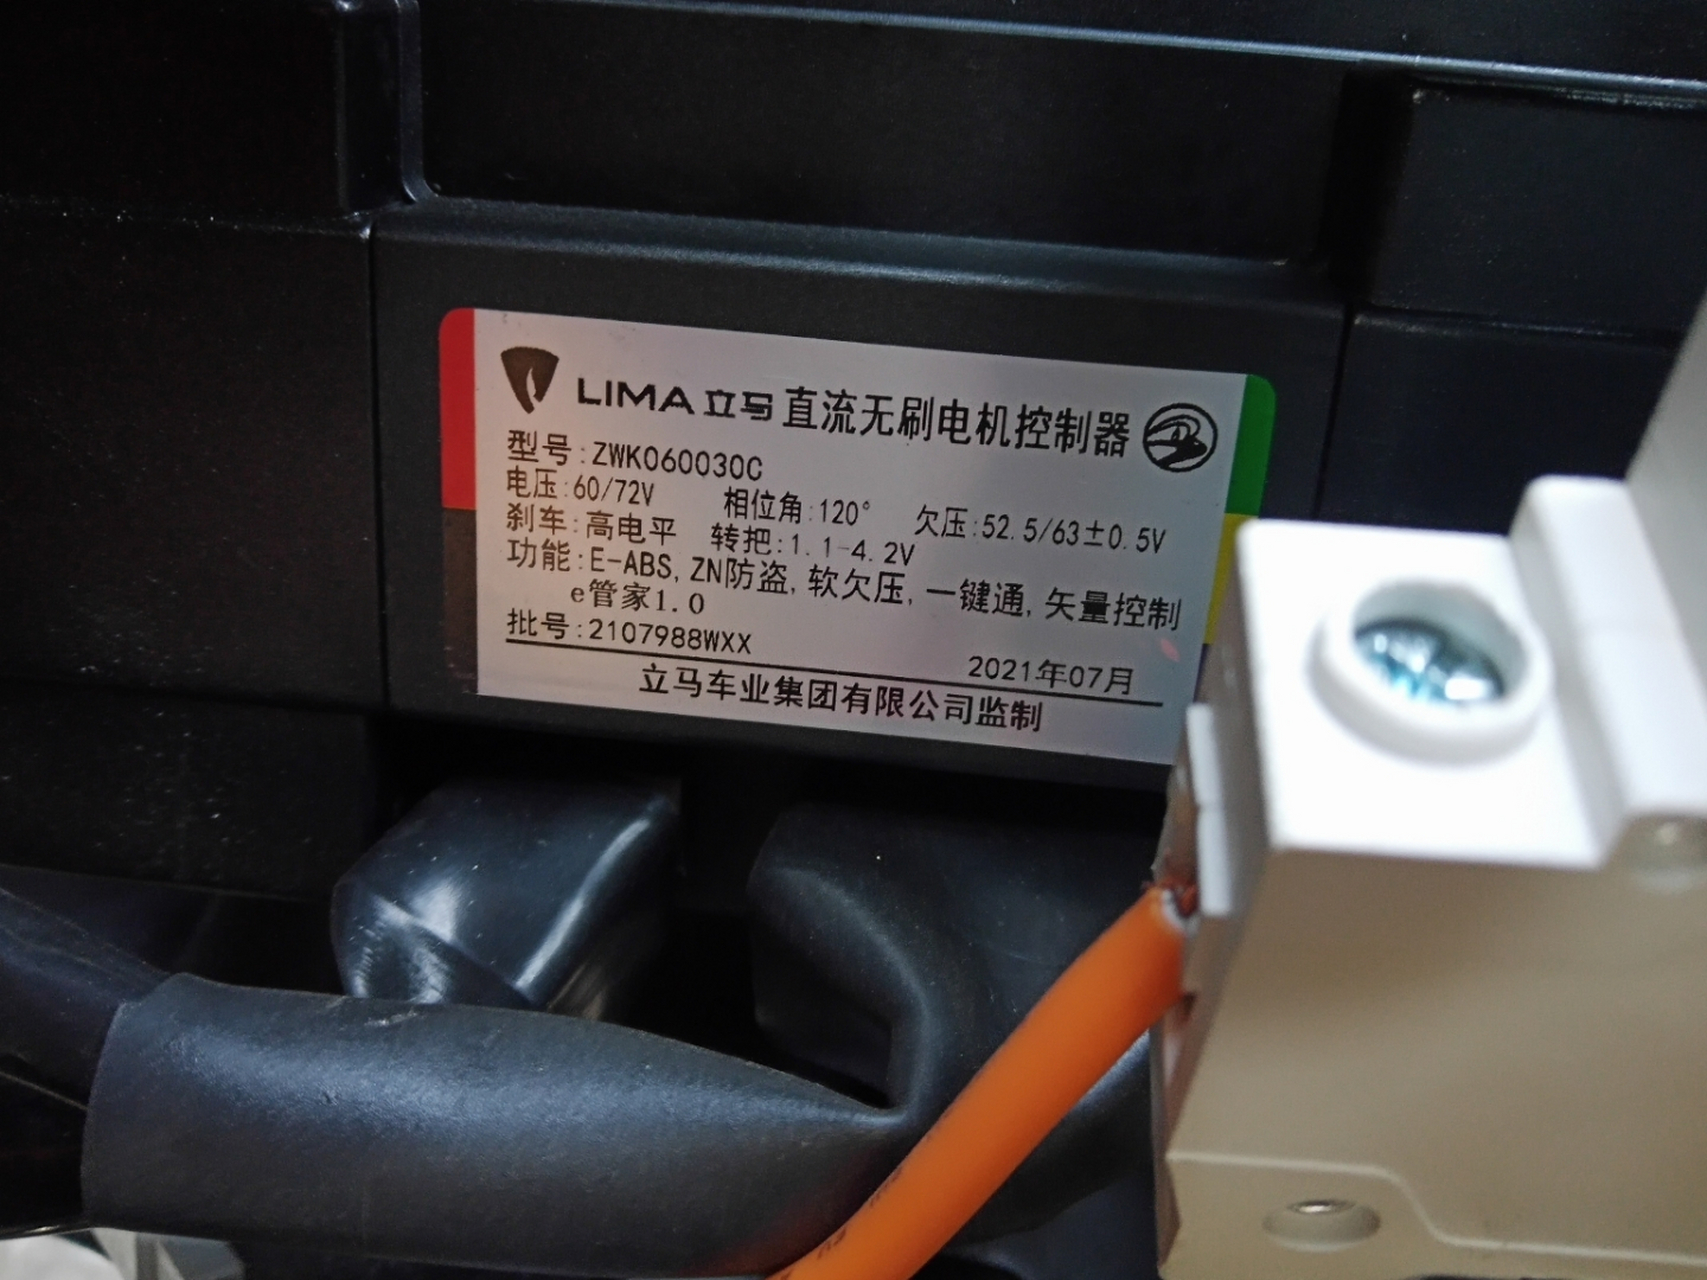 LIMA 立马 直流无刷电机控制器
型号:ZWK060030C
电压:60/72V 相位角:120° 欠压:52.5/63±0.5V
刹车:高电平 转把:1.1-4.2V
功能:E-ABS,ZN防盗,软欠压,一键通,矢量控制
e管家1.0
批号:2107988WXX
2021年07月
立马车业集团有限公司监制